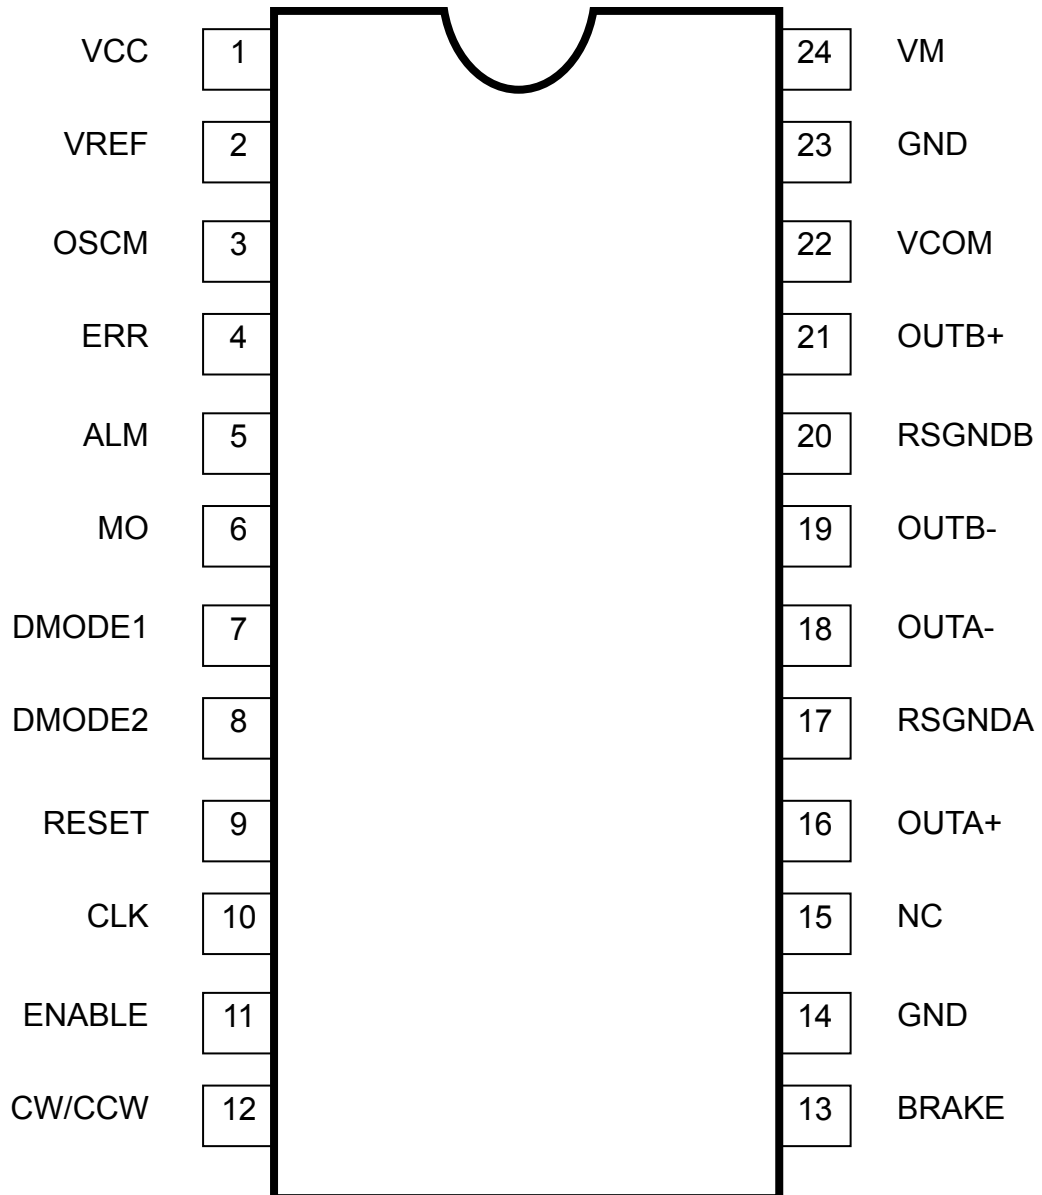 VCC 1 24 VM
VREF 2 23 GND
OSCM 3 22 VCOM
ERR 4 21 OUTB+
ALM 5 20 RSGNDB
MO 6 19 OUTB-
DMODE1 7 18 OUTA-
DMODE2 8 17 RSGNDA
RESET 9 16 OUTA+
CLK 10 15 NC
ENABLE 11 14 GND
CW/CCW 12 13 BRAKE